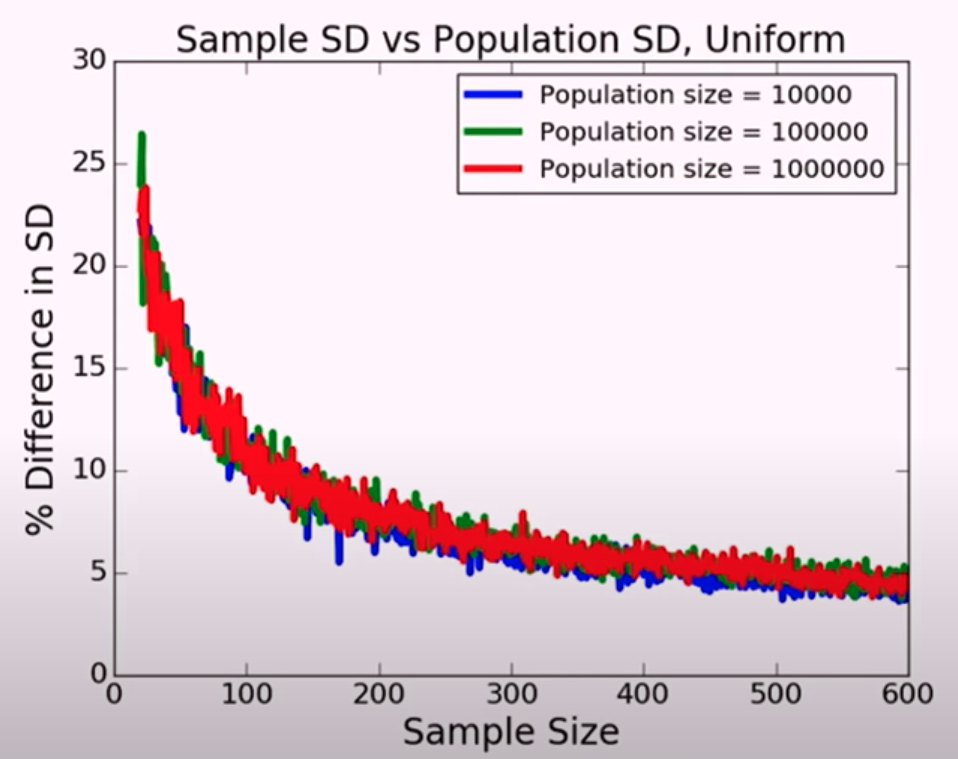 Sample SD vs Population SD, Uniform
30
25
20
15
10
5
0
% Difference in SD
Population size = 10000
Population size = 100000
Population size = 1000000
0 100 200 300 400 500 600
Sample Size